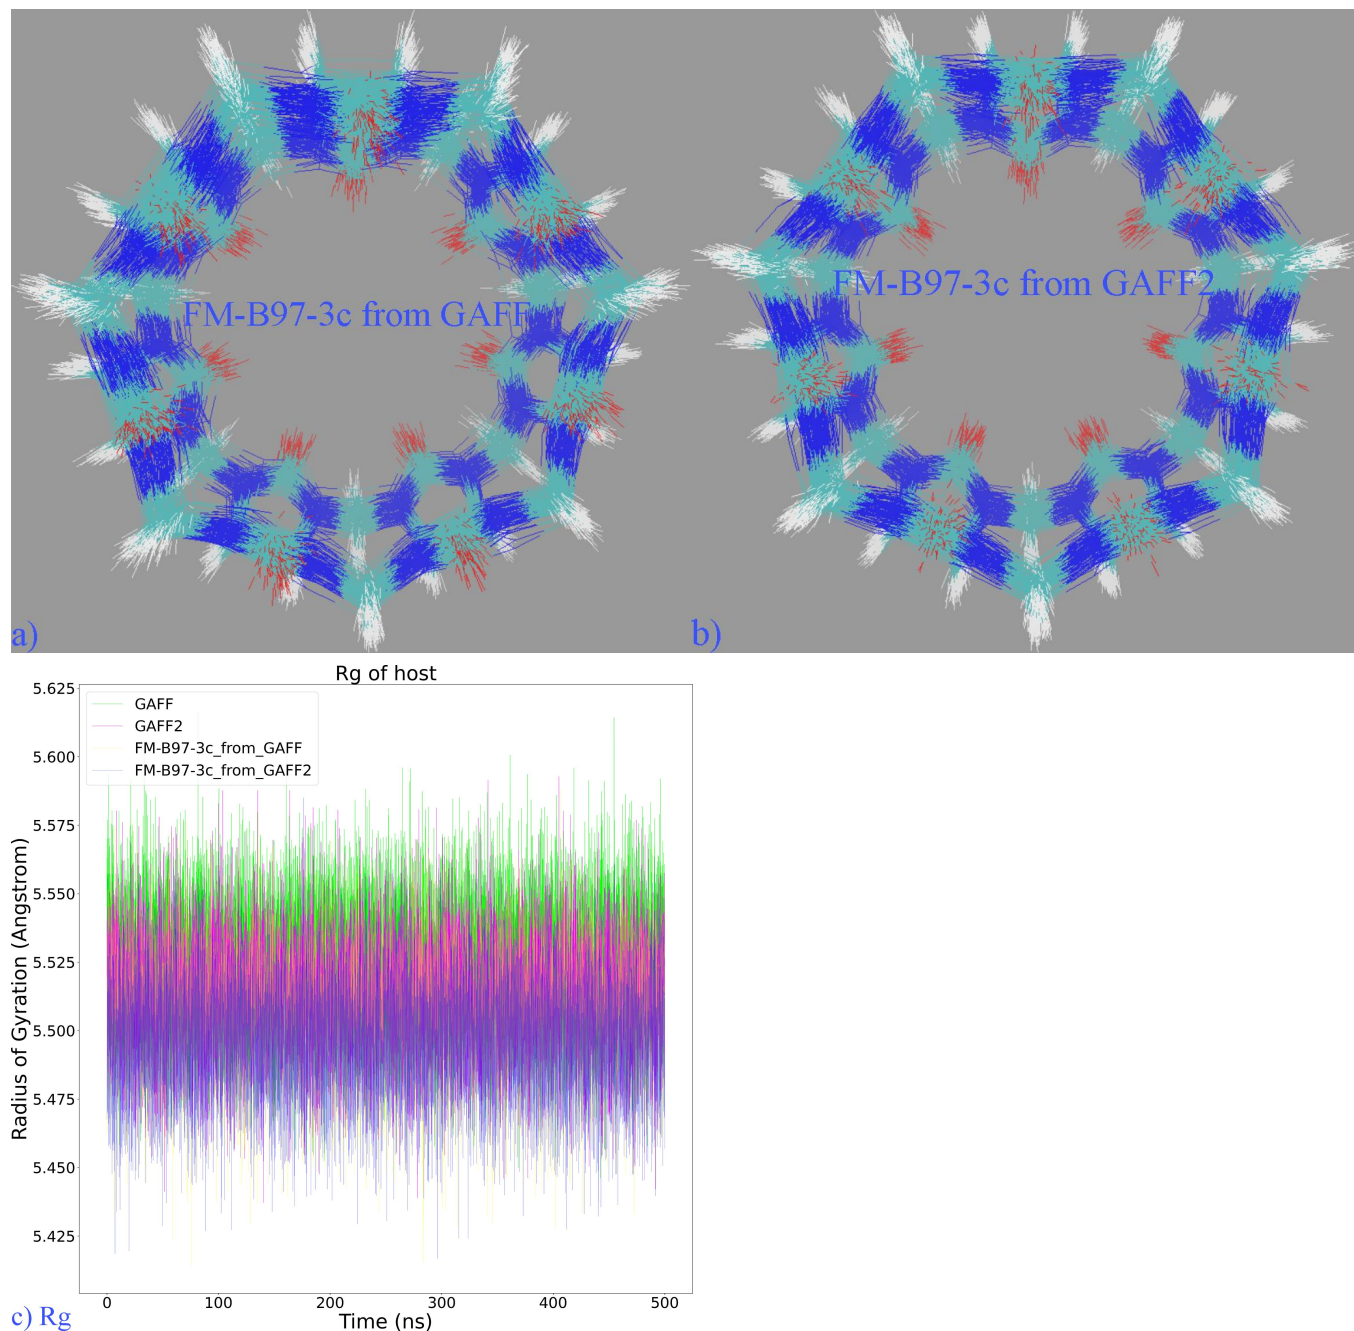 FM-B97-3c from GAFF
FM-B97-3c from GAFF2
a)
b)
Rg of host
5.625
5.600
5.575
5.550
5.525
5.500
5.475
5.450
5.425
Radius of Gyration (Angstrom)
GAFF
GAFF2
FM-B97-3c_from_GAFF
FM-B97-3c_from_GAFF2
0 100 200 300 400 500
Time (ns)
c) Rg